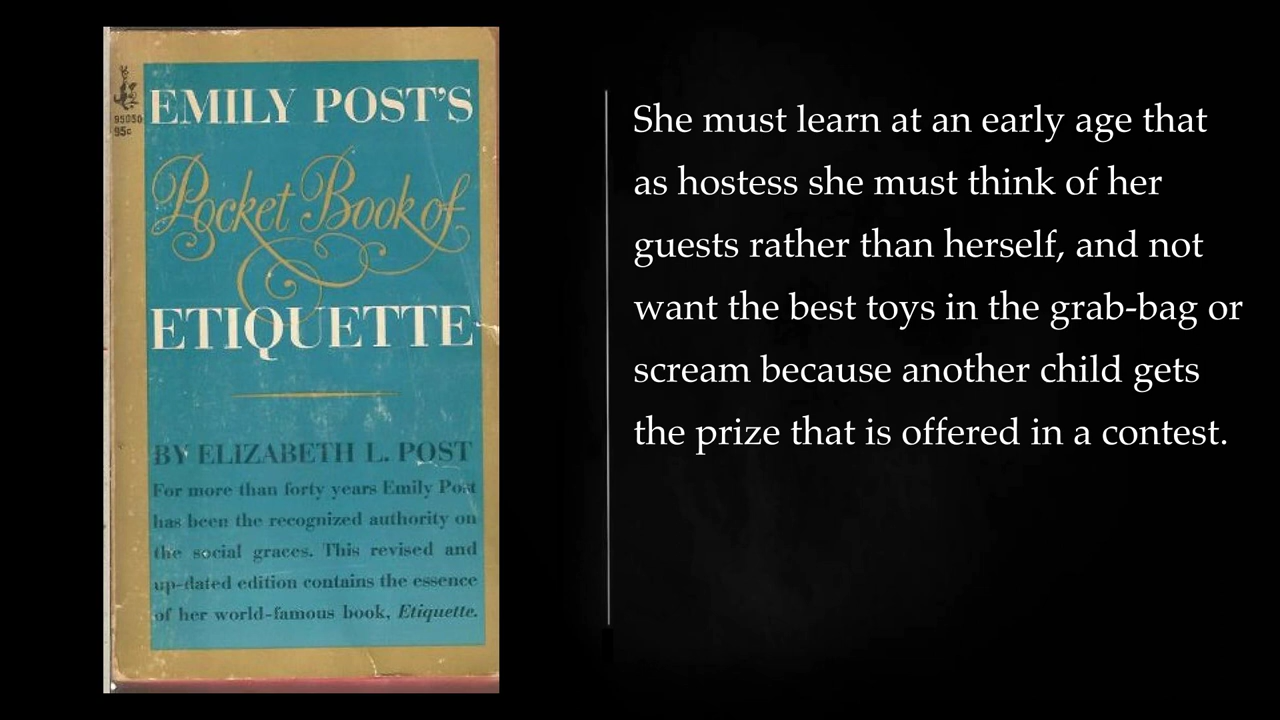 95050
95c
EMILY POST'S
Pocket Book of
ETIQUETTE
BY ELIZABETH L. POST
For more than forty years Emily Post
has been the recognized authority on
the social graces. This revised and
up-dated edition contains the essence
of her world-famous book, Etiquette.
She must learn at an early age that
as hostess she must think of her
guests rather than herself, and not
want the best toys in the grab-bag or
scream because another child gets
the prize that is offered in a contest.